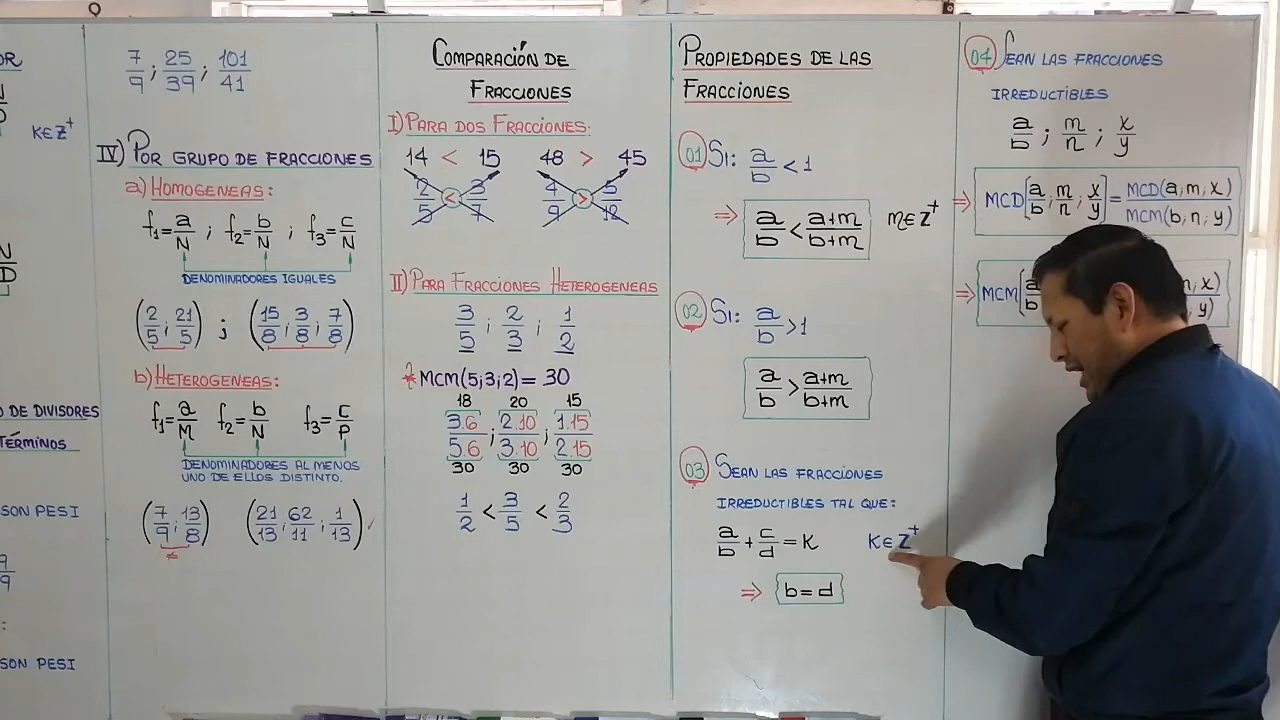 OR
N
D
K∈Z⁺
N
D
O DE DIVISORES
TÉRMINOS
SON PESI
9
9
:
SON PESI
7/9 ; 25/39 ; 101/41
IV) POR GRUPO DE FRACCIONES
a) HOMOGENEAS:
f₁=a/N ; f₂=b/N ; f₃=c/N
DENOMINADORES IGUALES
(2/5 ; 21/5) ; (15/8 ; 3/8 ; 7/8)
b) HETEROGENEAS:
f₁=a/M f₂=b/N f₃=c/P
DENOMINADORES AL MENOS
UNO DE ELLOS DISTINTO.
(7/9 ; 13/8) (21/13 ; 62/11 ; 1/13)
≠
COMPARACIÓN DE
FRACCIONES
I) PARA DOS FRACCIONES:
14 < 15 48 > 45
2/5 < 3/7 4/9 > 5/12
II) PARA FRACCIONES HETEROGENEAS
3/5 ; 2/3 ; 1/2
* MCM(5;3;2)= 30
18 20 15
3.6/5.6 ; 2.10/3.10 ; 1.15/2.15
30 30 30
1/2 < 3/5 < 2/3
PROPIEDADES DE LAS
FRACCIONES
01 SI: a/b < 1
⇒ a/b < a+m/b+m m∈Z⁺
02 SI: a/b > 1
a/b > a+m/b+m
03 SEAN LAS FRACCIONES
IRREDUCTIBLES TAL QUE:
a/b + c/d = K K∈Z⁺
⇒ b = d
04 SEAN LAS FRACCIONES
IRREDUCTIBLES
a/b ; m/n ; x/y
⇒ MCD[a/b ; m/n ; x/y] = MCD(a;m;x)/MCM(b;n;y)
⇒ MCM[a/b , x)/ y)